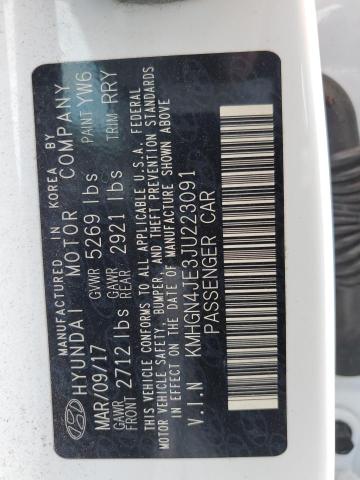 MANUFACTURED IN KOREA BY
HYUNDAI MOTOR COMPANY
MAR/09/17 GVWR 5269 lbs PAINT YW6
GAWR FRONT 2712 lbs GAWR REAR 2921 lbs TRIM RRY
THIS VEHICLE CONFORMS TO ALL APPLICABLE U.S.A. FEDERAL
MOTOR VEHICLE SAFETY, BUMPER, AND THEFT PREVENTION STANDARDS
IN EFFECT ON THE DATE OF MANUFACTURE SHOWN ABOVE
V.I.N KMHGN4JE3JU223091
PASSENGER CAR